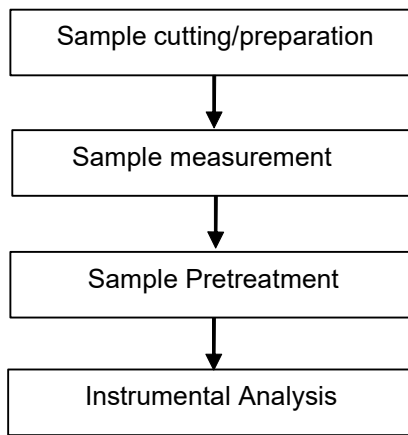 Sample cutting/preparation
Sample measurement
Sample Pretreatment
Instrumental Analysis